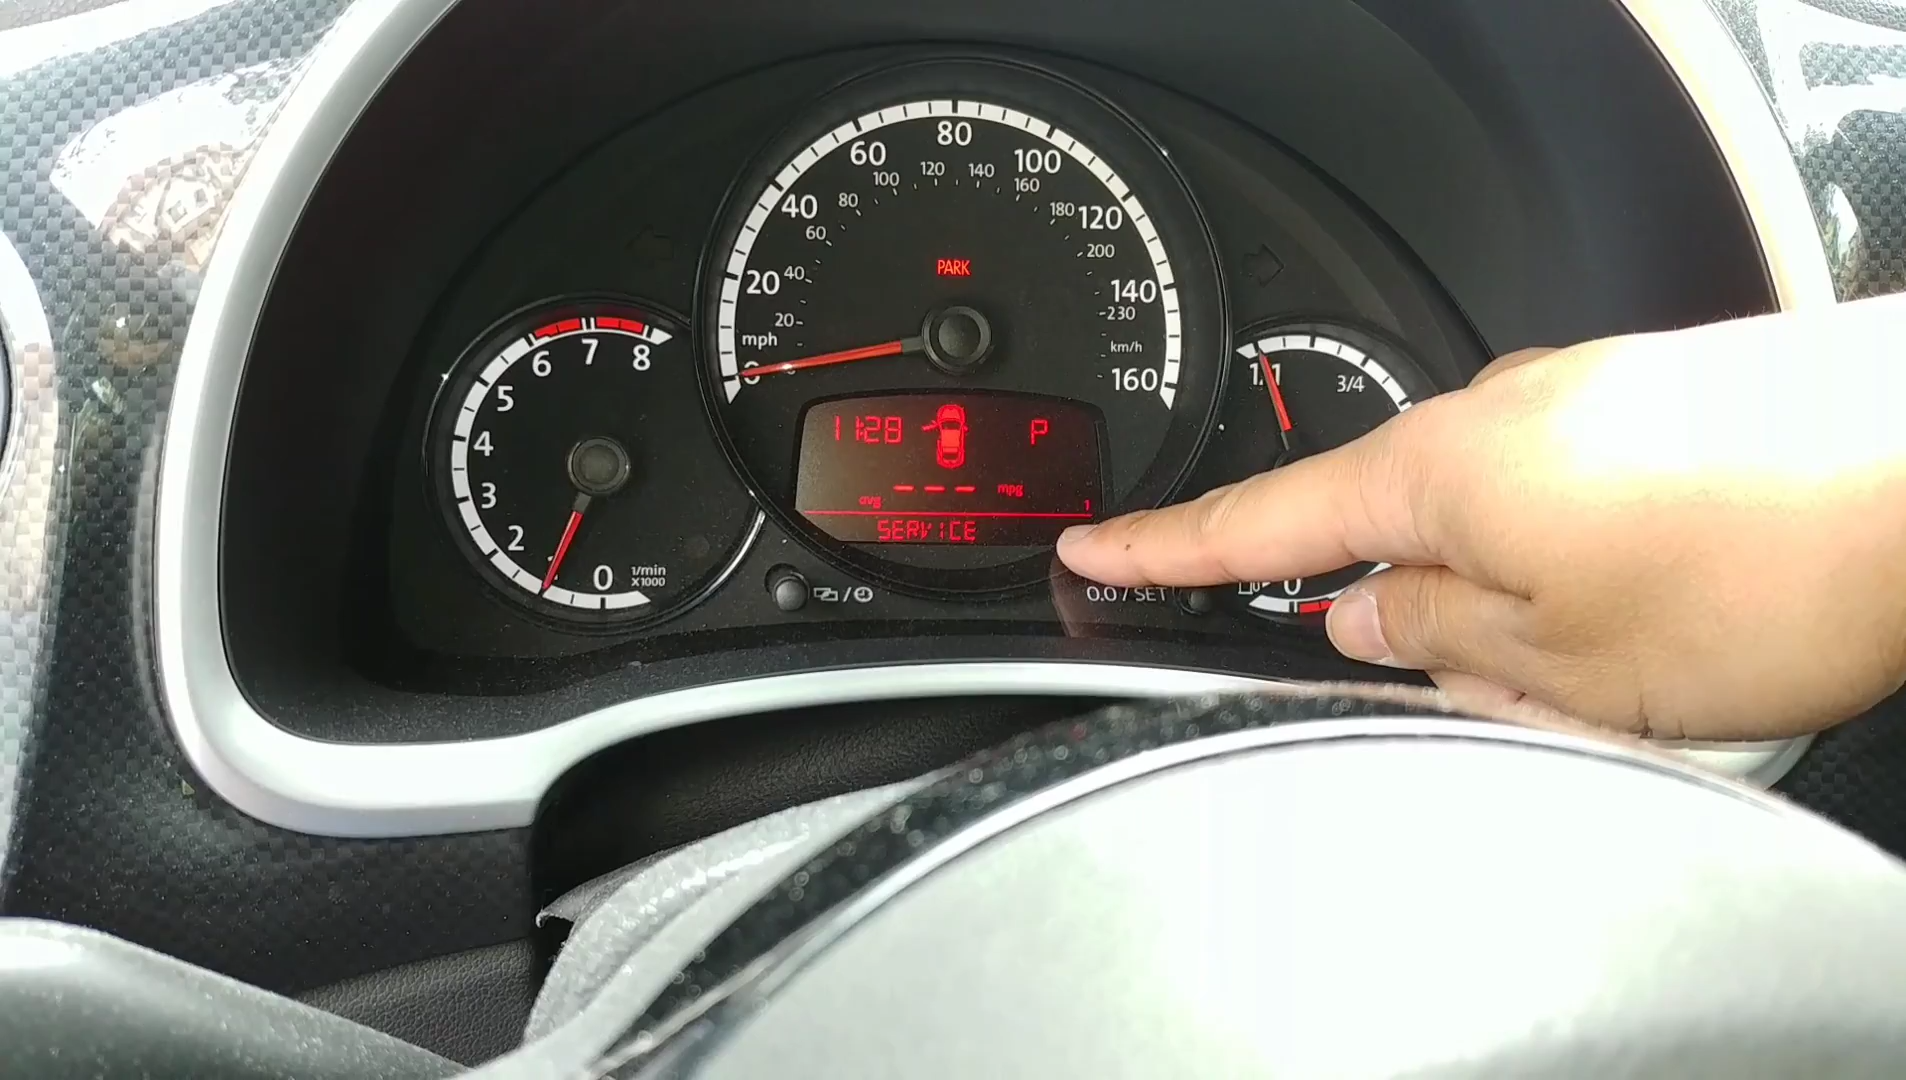 80
60 100
120 140
100 160
80 180
40 120
60 200
PARK
20 40 140
230
20
mph km/h
160
6 7 8
5
4
3
2
0 1/min
X1000
1/1 3/4
0
11:29 P
avg --- mpg
1
SERVICE
0.0 / SET